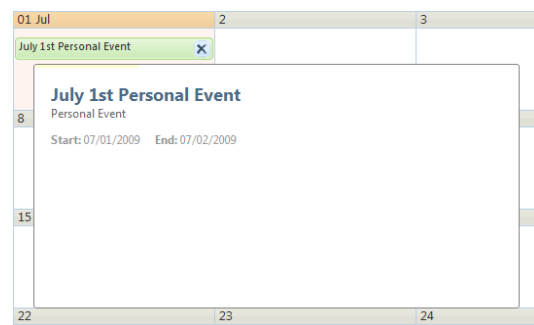 01 Jul 2 3
July 1st Personal Event
July 1st Personal Event
Personal Event
Start: 07/01/2009 End: 07/02/2009
8
15
22 23 24